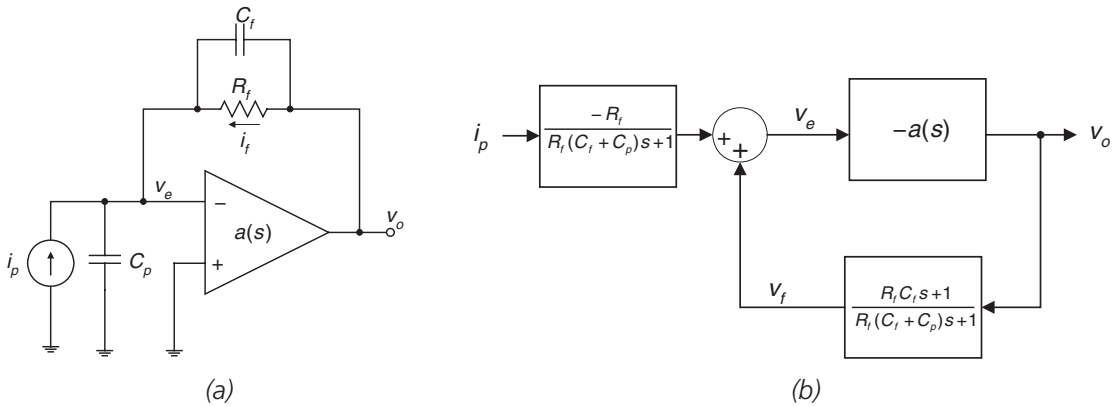 C_f
R_f
i_f
v_e
−
a(s)
+
v_o
i_p
C_p
(a)
i_p
−R_f
R_f (C_f + C_p)s+1
+
+
v_e
−a(s)
v_o
v_f
R_f C_f s+1
R_f (C_f + C_p)s+1
(b)